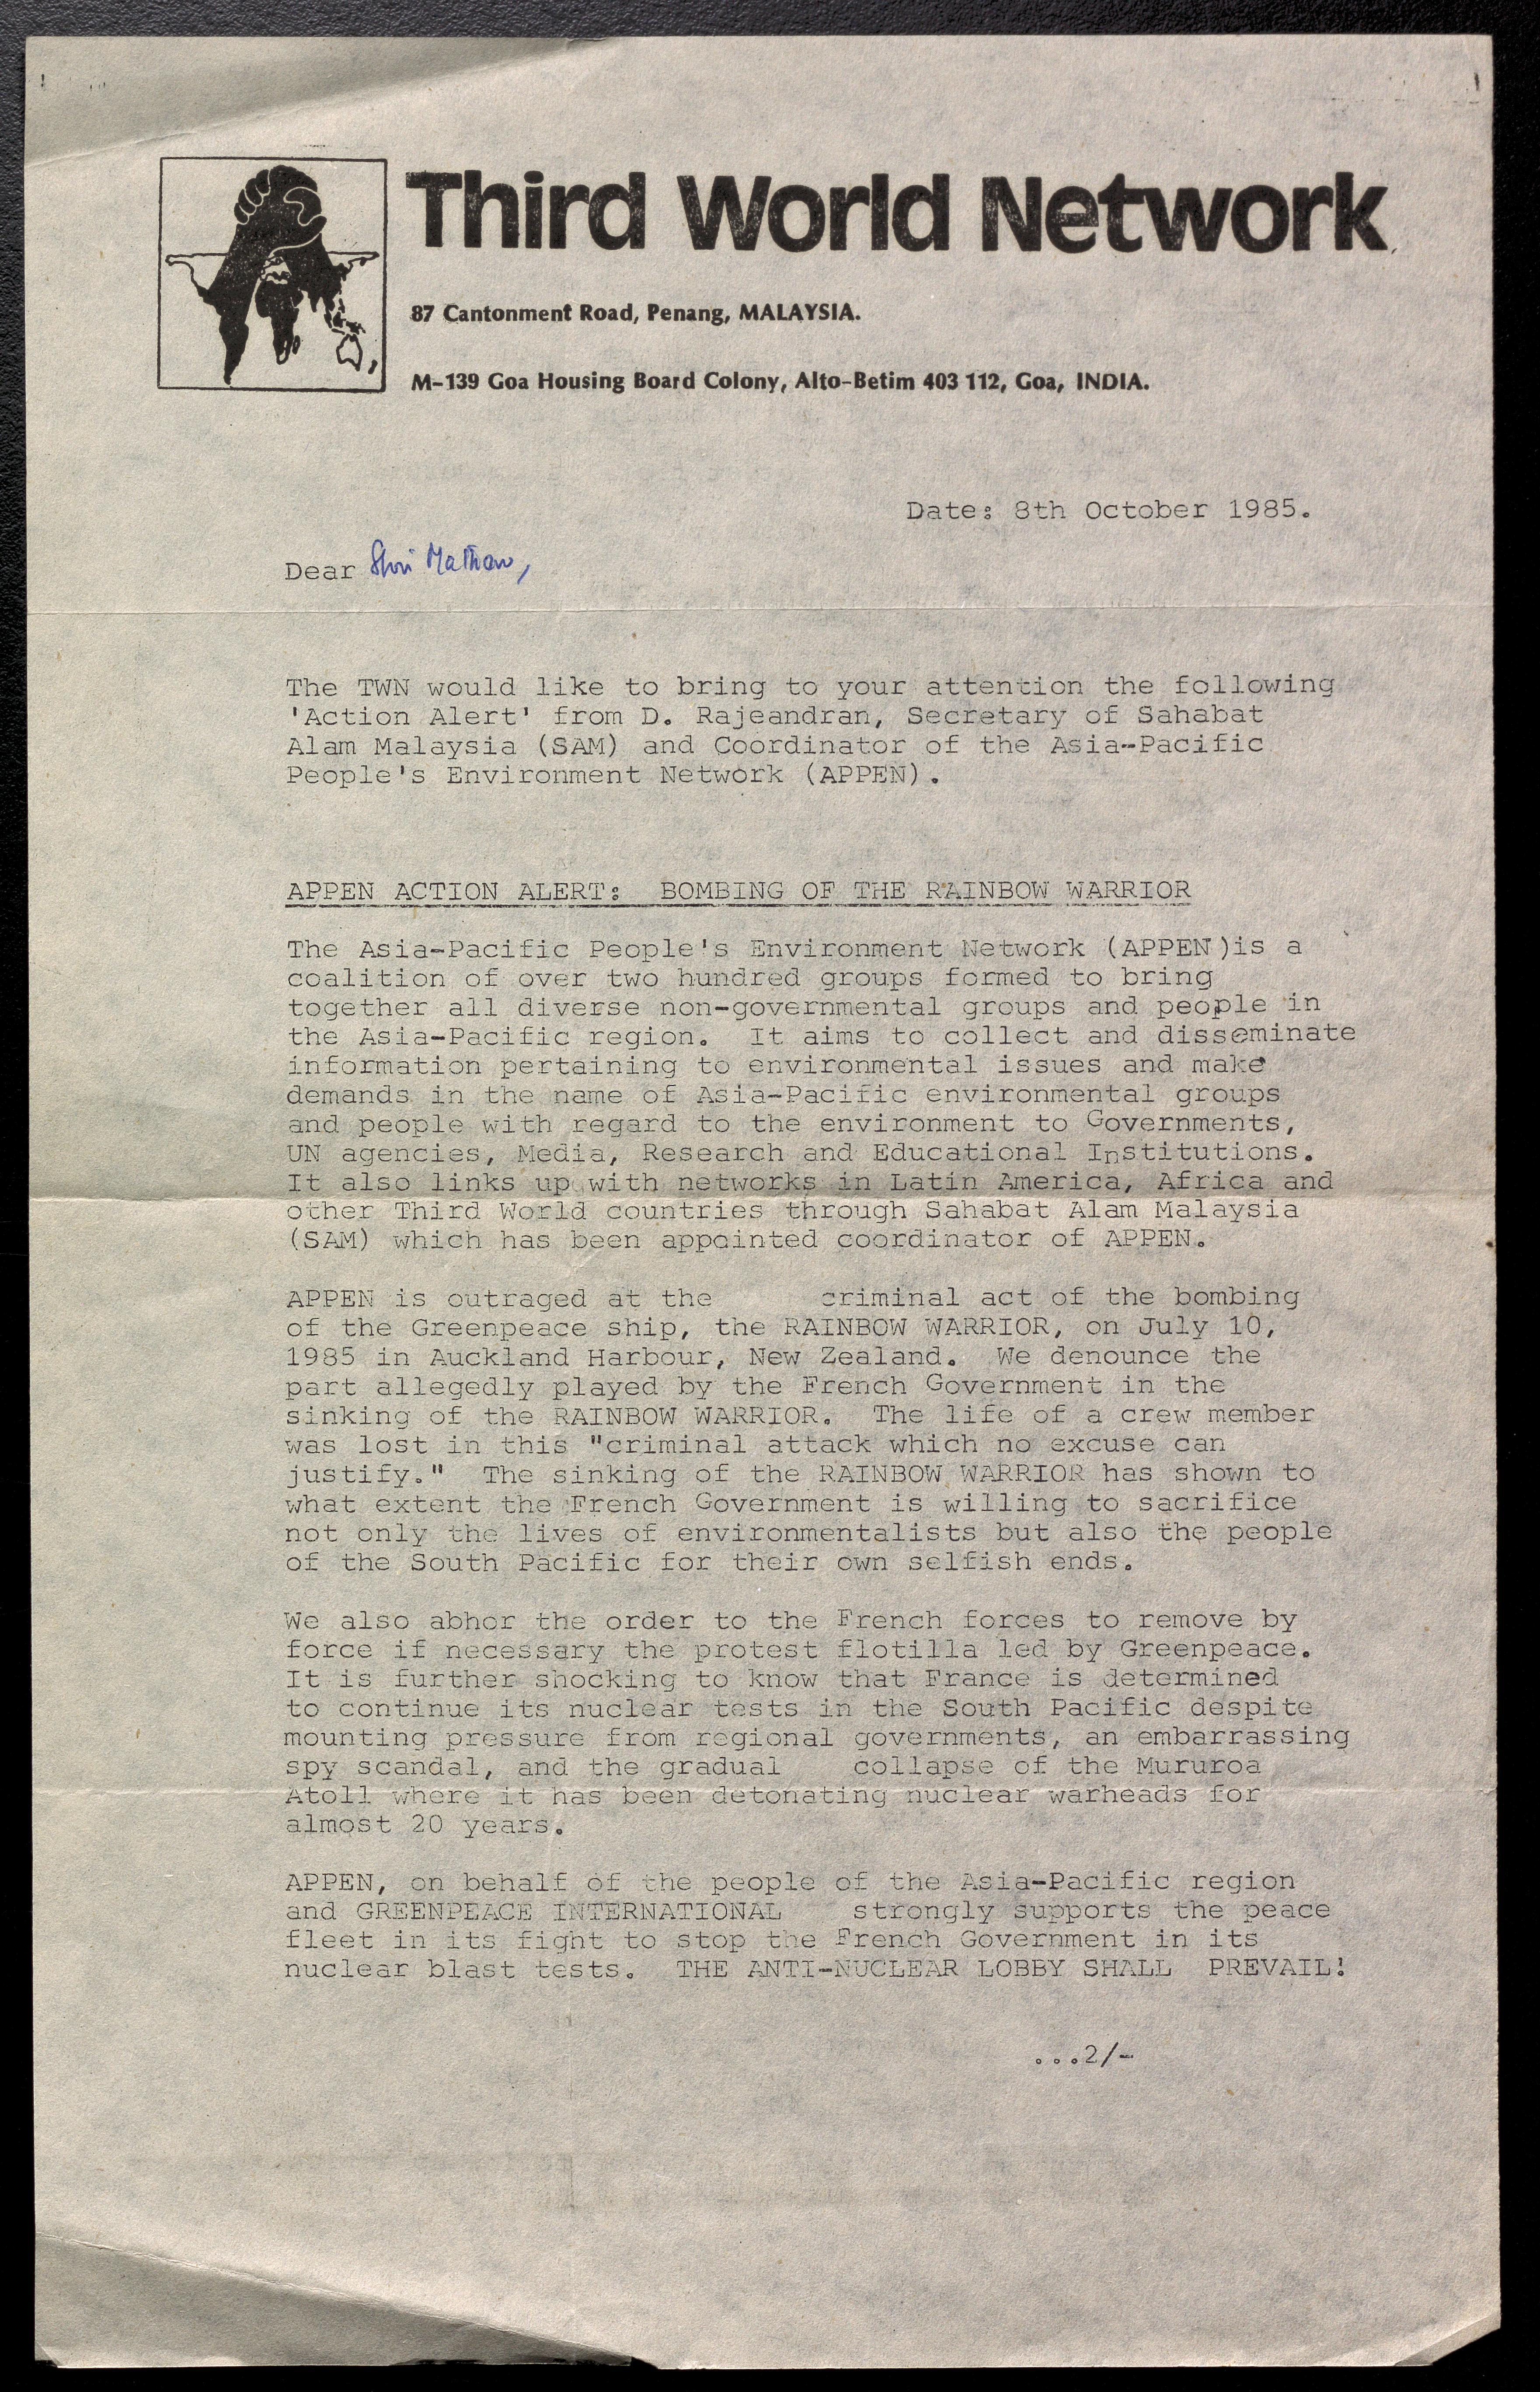 Third World Network
87 Cantonment Road, Penang, MALAYSIA.
M-139 Goa Housing Board Colony, Alto-Betim 403 112, Goa, INDIA.
Date: 8th October 1985.
Dear Shri Mathew,
The TWN would like to bring to your attention the following
'Action Alert' from D. Rajeandran, Secretary of Sahabat
Alam Malaysia (SAM) and Coordinator of the Asia-Pacific
People's Environment Network (APPEN).
APPEN ACTION ALERT: BOMBING OF THE RAINBOW WARRIOR
The Asia-Pacific People's Environment Network (APPEN)is a
coalition of over two hundred groups formed to bring
together all diverse non-governmental groups and people in
the Asia-Pacific region. It aims to collect and disseminate
information pertaining to environmental issues and make
demands in the name of Asia-Pacific environmental groups
and people with regard to the environment to Governments,
UN agencies, Media, Research and Educational Institutions.
It also links up with networks in Latin America, Africa and
other Third World countries through Sahabat Alam Malaysia
(SAM) which has been appointed coordinator of APPEN.
APPEN is outraged at the criminal act of the bombing
of the Greenpeace ship, the RAINBOW WARRIOR, on July 10,
1985 in Auckland Harbour, New Zealand. We denounce the
part allegedly played by the French Government in the
sinking of the RAINBOW WARRIOR. The life of a crew member
was lost in this "criminal attack which no excuse can
justify." The sinking of the RAINBOW WARRIOR has shown to
what extent the French Government is willing to sacrifice
not only the lives of environmentalists but also the people
of the South Pacific for their own selfish ends.
We also abhor the order to the French forces to remove by
force if necessary the protest flotilla led by Greenpeace.
It is further shocking to know that France is determined
to continue its nuclear tests in the South Pacific despite
mounting pressure from regional governments, an embarrassing
spy scandal, and the gradual collapse of the Mururoa
Atoll where it has been detonating nuclear warheads for
almost 20 years.
APPEN, on behalf of the people of the Asia-Pacific region
and GREENPEACE INTERNATIONAL strongly supports the peace
fleet in its fight to stop the French Government in its
nuclear blast tests. THE ANTI-NUCLEAR LOBBY SHALL PREVAIL!
...2/-